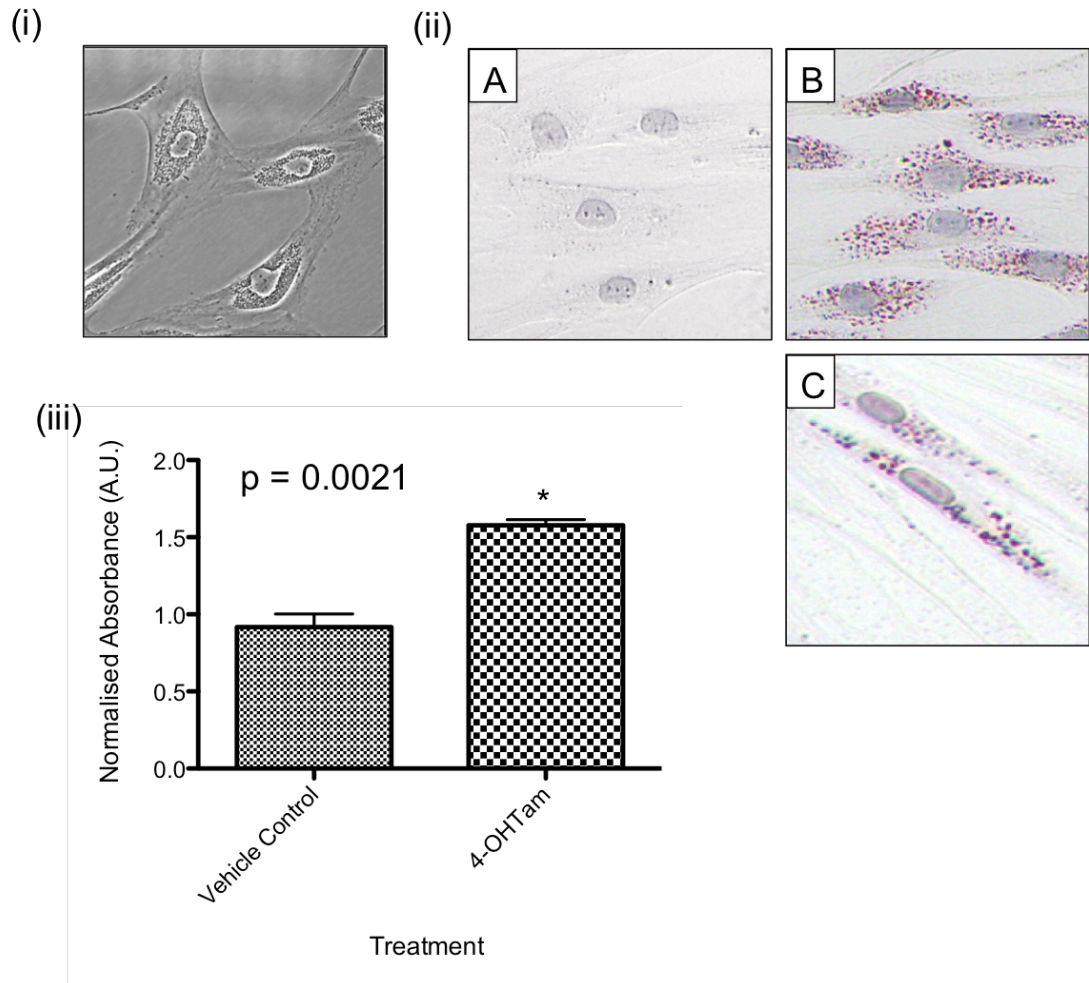 (i)
(ii)
A
B
C
(iii)
Normalised Absorbance (A.U.)
2.0
1.5
1.0
0.5
0.0
p = 0.0021
*
Vehicle Control
4-OHTam
Treatment